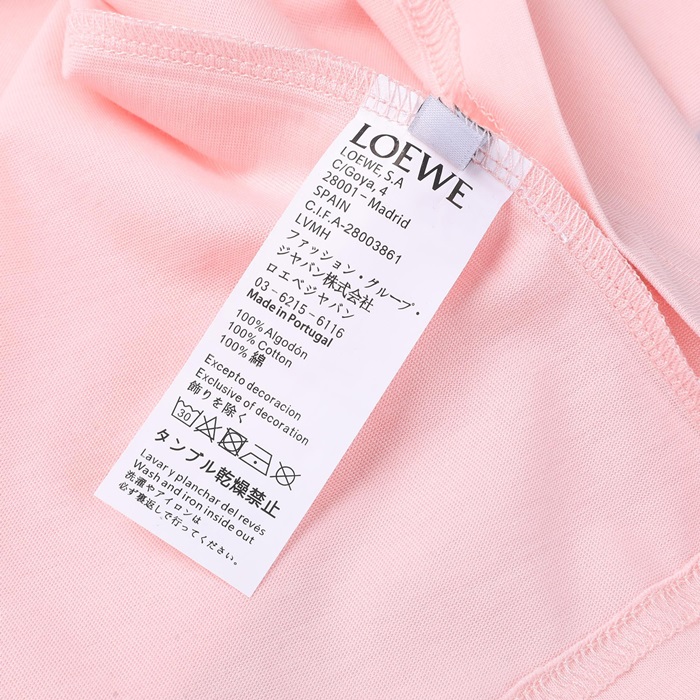 LOEWE
LOEWE, S.A
C/Goya, 4
28001 – Madrid
SPAIN
C.I.F.A-28003861
LVMH
ファッション・グループ・
ジャパン株式会社
ロエベジャパン
03 – 6215 – 6116
Made in Portugal
100% Algodón
100% Cotton
100% 綿
Excepto decoracion
Exclusive of decoration
飾りを除く
30
タンブル乾燥禁止
Lavar y planchar del revés
Wash and iron inside out
洗濯やアイロンは
必ず裏返しで行ってください。